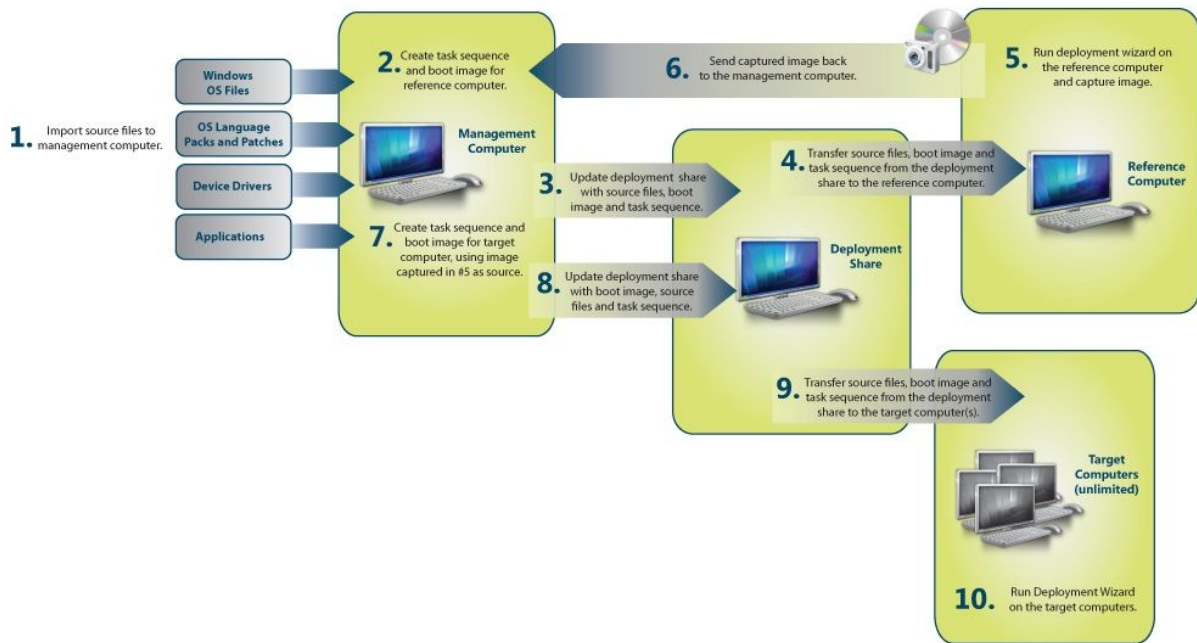 1. Import source files to
management computer.
Windows
OS Files
OS Language
Packs and Patches
Device Drivers
Applications
2. Create task sequence
and boot image for
reference computer.
Management
Computer
7. Create task sequence and
boot image for target
computer, using image
captured in #5 as source.
3. Update deployment share
with source files, boot
image and task sequence.
8. Update deployment share
with boot image, source
files and task sequence.
6. Send captured image back
to the management computer.
4. Transfer source files, boot image and
task sequence from the deployment
share to the reference computer.
Deployment
Share
5. Run deployment wizard on
the reference computer
and capture image.
Reference
Computer
9. Transfer source files, boot image and
task sequence from the deployment
share to the target computer(s).
Target
Computers
(unlimited)
10. Run Deployment Wizard
on the target computers.